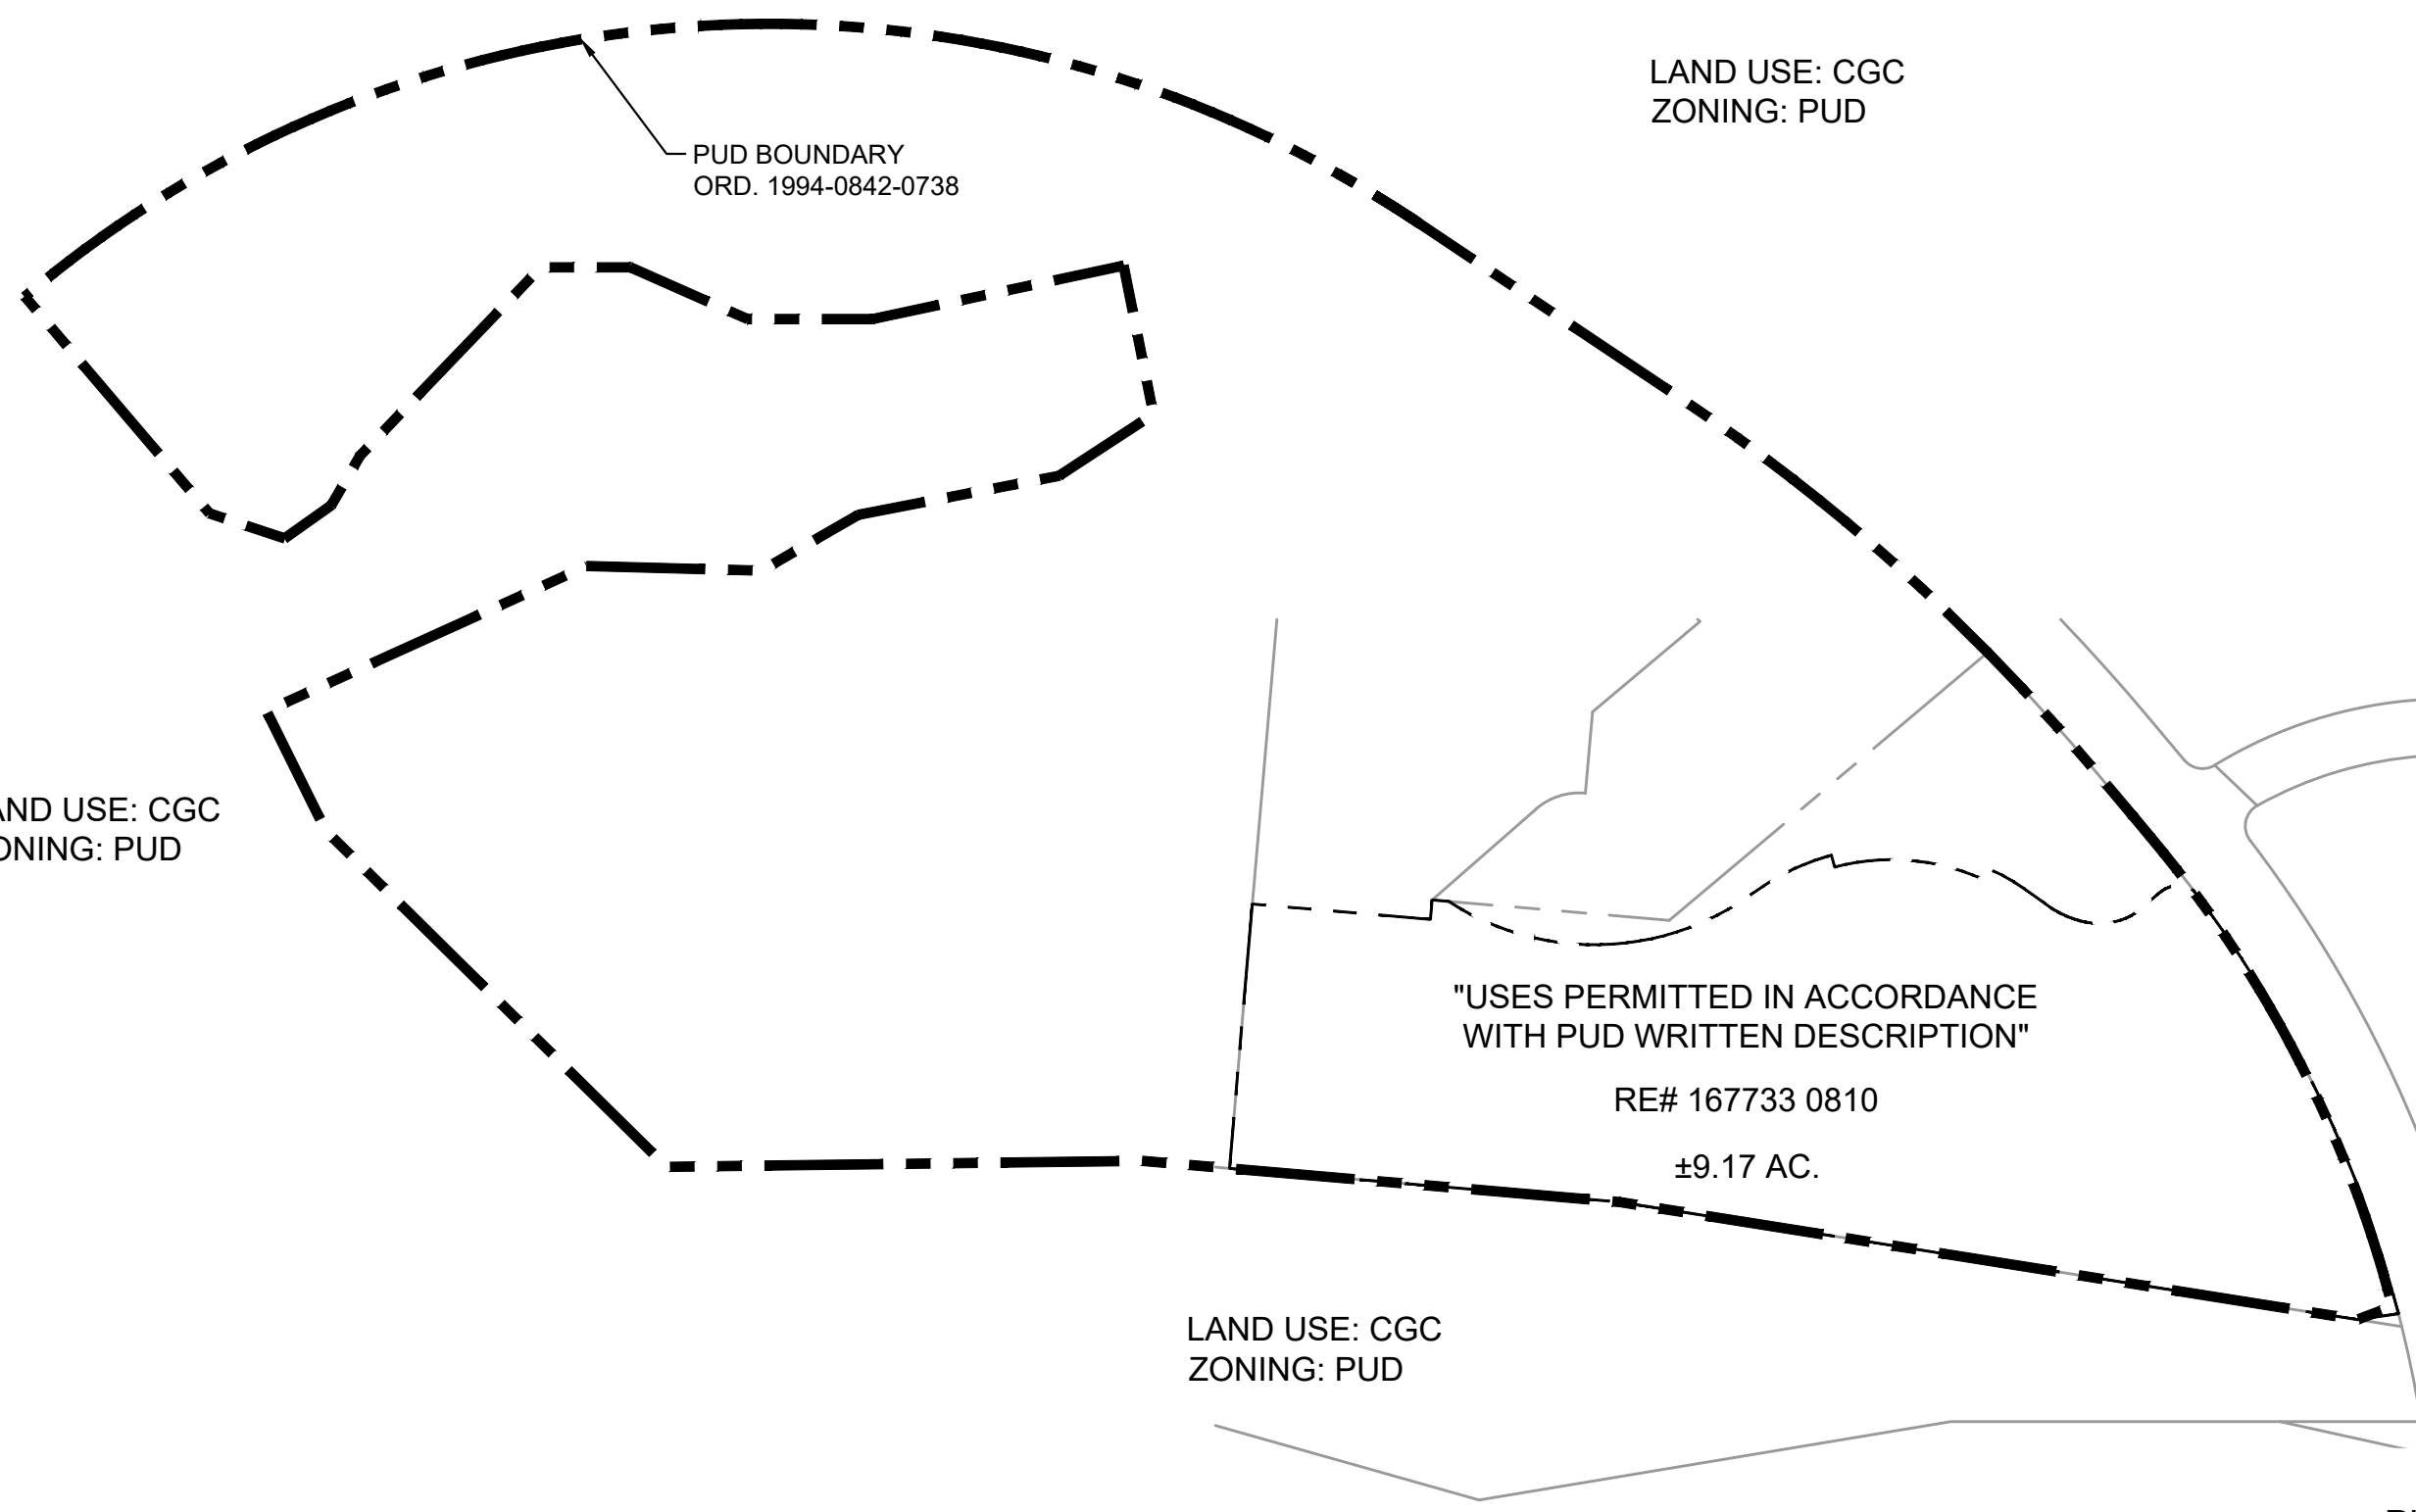 LAND USE: CGC
ZONING: PUD
PUD BOUNDARY
ORD. 1994-0842-0738
AND USE: CGC
ONING: PUD
"USES PERMITTED IN ACCORDANCE
WITH PUD WRITTEN DESCRIPTION"
RE# 167733 0810
±9.17 AC.
LAND USE: CGC
ZONING: PUD